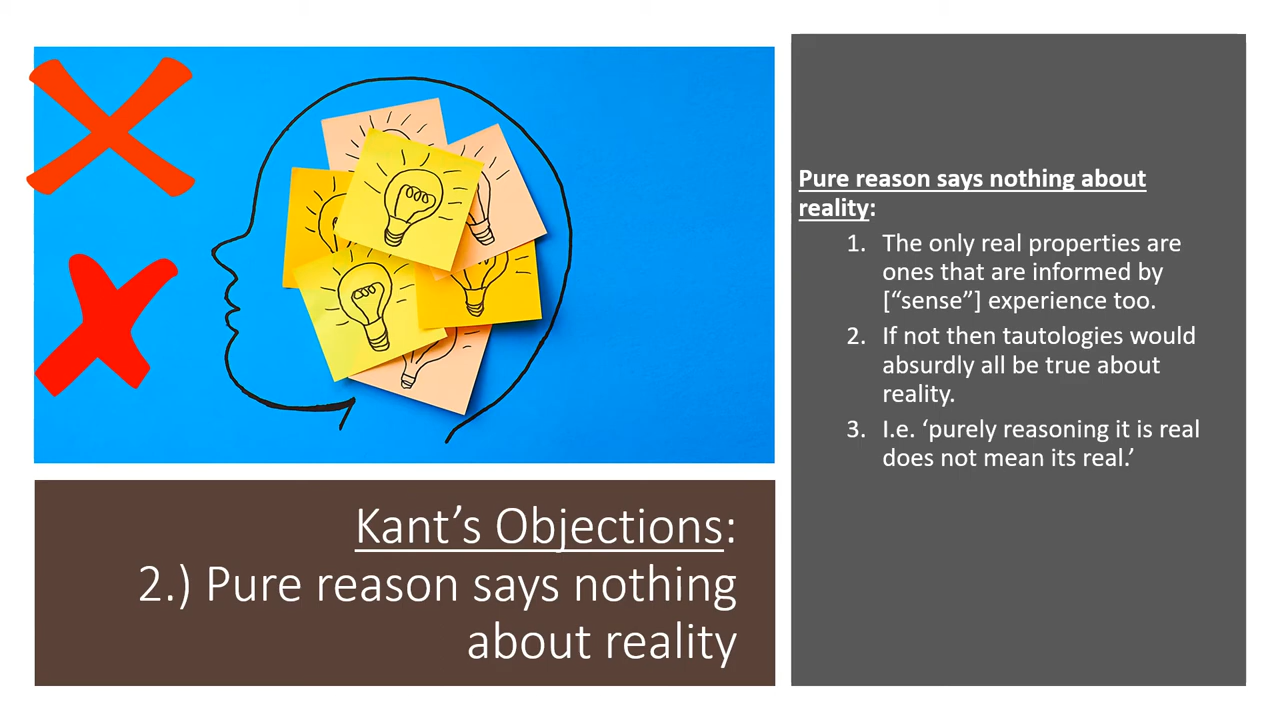 Pure reason says nothing about
reality:
1. The only real properties are
ones that are informed by
[“sense”] experience too.
2. If not then tautologies would
absurdly all be true about
reality.
3. I.e. ‘purely reasoning it is real
does not mean its real.’
Kant’s Objections:
2.) Pure reason says nothing
about reality